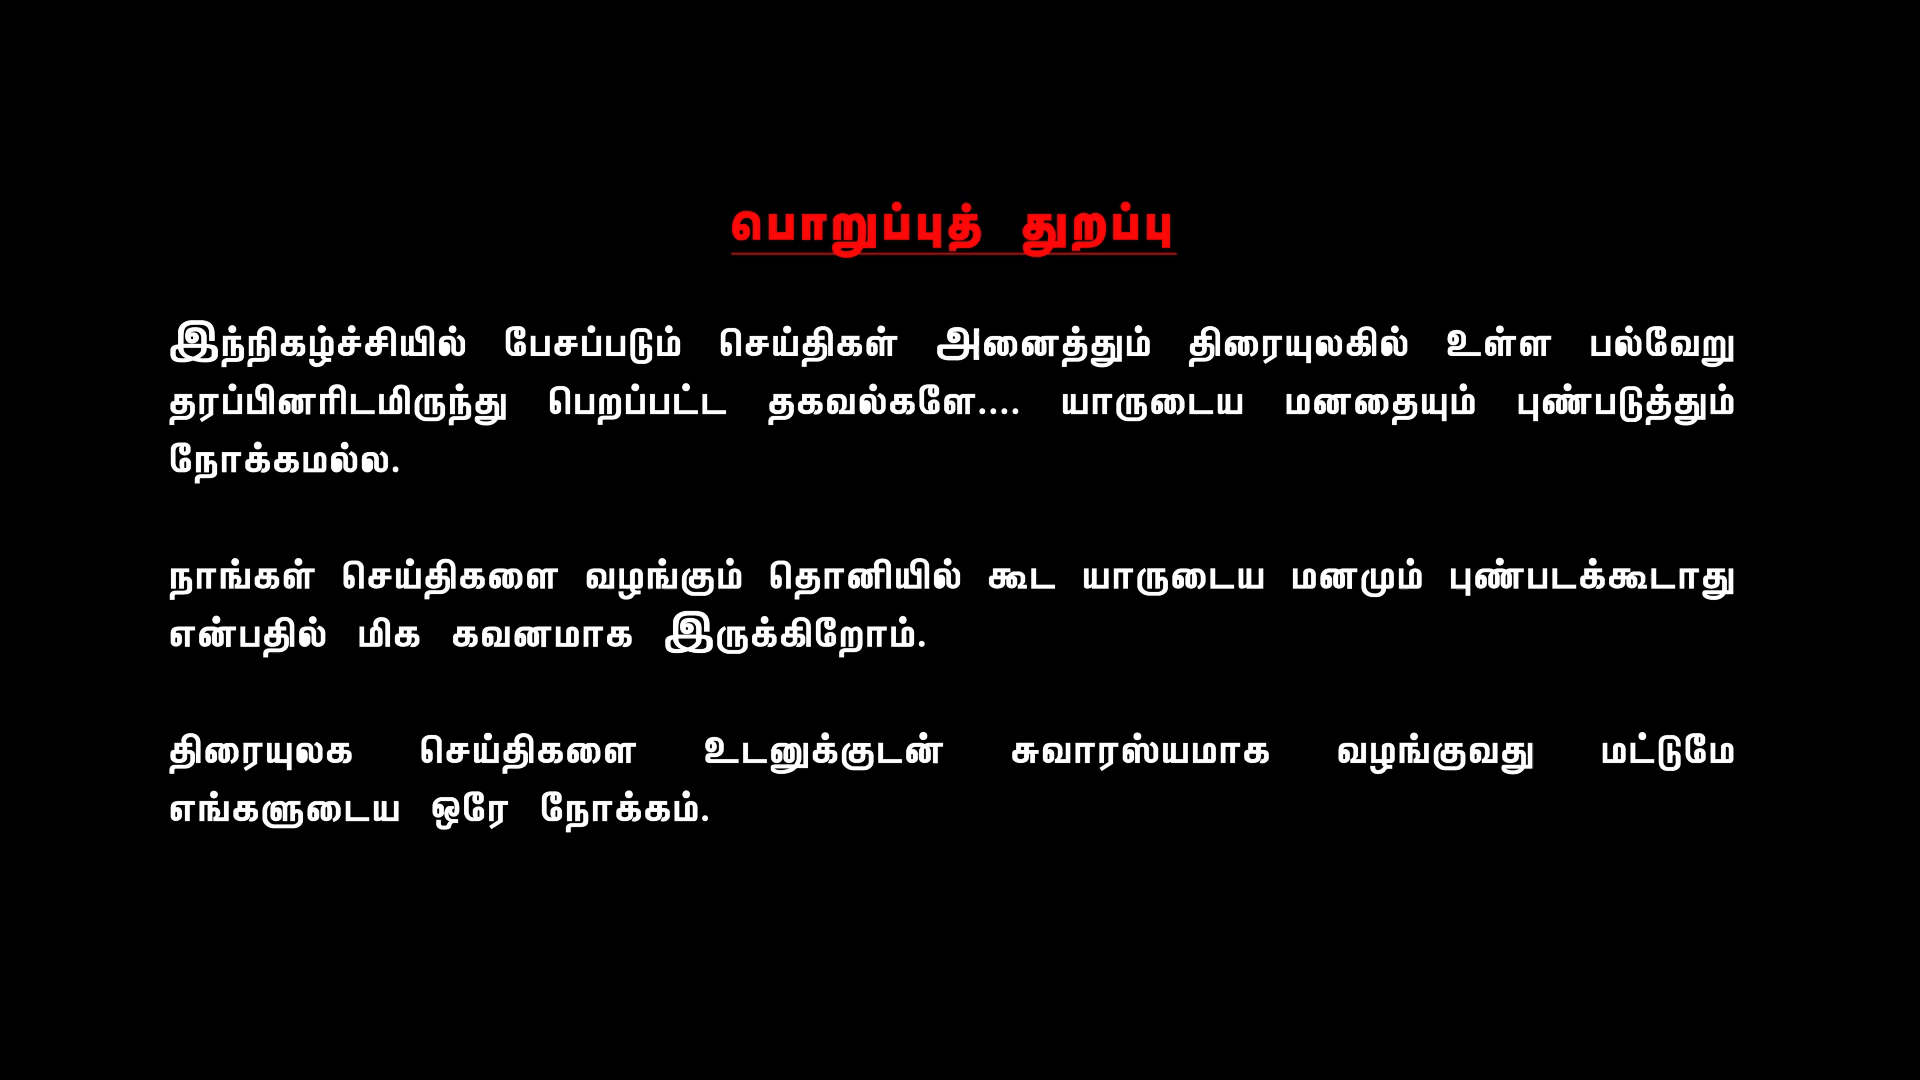 பொறுப்புத் துறப்பு
இந்நிகழ்ச்சியில் பேசப்படும் செய்திகள் அனைத்தும் திரையுலகில் உள்ள பல்வேறு
தரப்பினரிடமிருந்து பெறப்பட்ட தகவல்களே.... யாருடைய மனதையும் புண்படுத்தும்
நோக்கமல்ல.
நாங்கள் செய்திகளை வழங்கும் தொனியில் கூட யாருடைய மனமும் புண்படக்கூடாது
என்பதில் மிக கவனமாக இருக்கிறோம்.
திரையுலக செய்திகளை உடனுக்குடன் சுவாரஸ்யமாக வழங்குவது மட்டுமே
எங்களுடைய ஒரே நோக்கம்.